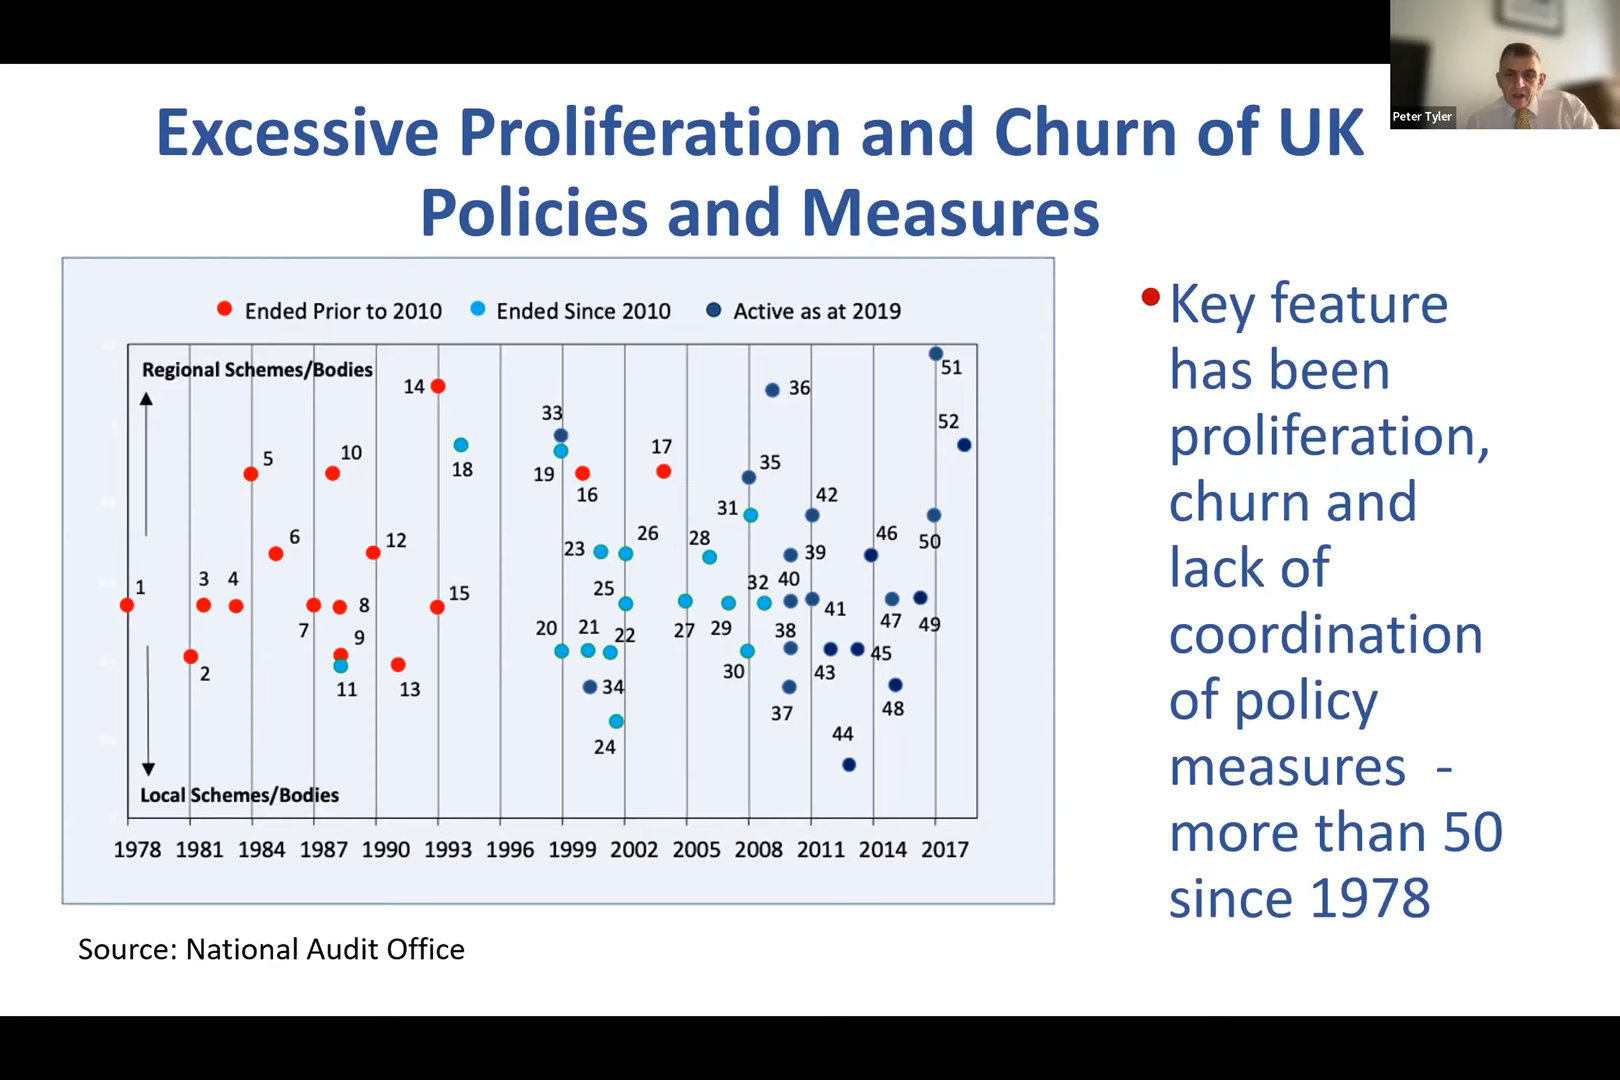 Peter Tyler
Excessive Proliferation and Churn of UK
Policies and Measures
Ended Prior to 2010 Ended Since 2010 Active as at 2019
Regional Schemes/Bodies
51
14
36
33
52
17
5
10
18
19
35
16
42
31
26
46
6
12
23
28
39
50
1
3
4
25
32
40
15
8
41
47
49
7
20
21
22
27
29
38
9
45
2
30
43
11
13
34
48
37
44
24
Local Schemes/Bodies
1978 1981 1984 1987 1990 1993 1996 1999 2002 2005 2008 2011 2014 2017
Source: National Audit Office
Key feature
has been
proliferation,
churn and
lack of
coordination
of policy
measures -
more than 50
since 1978